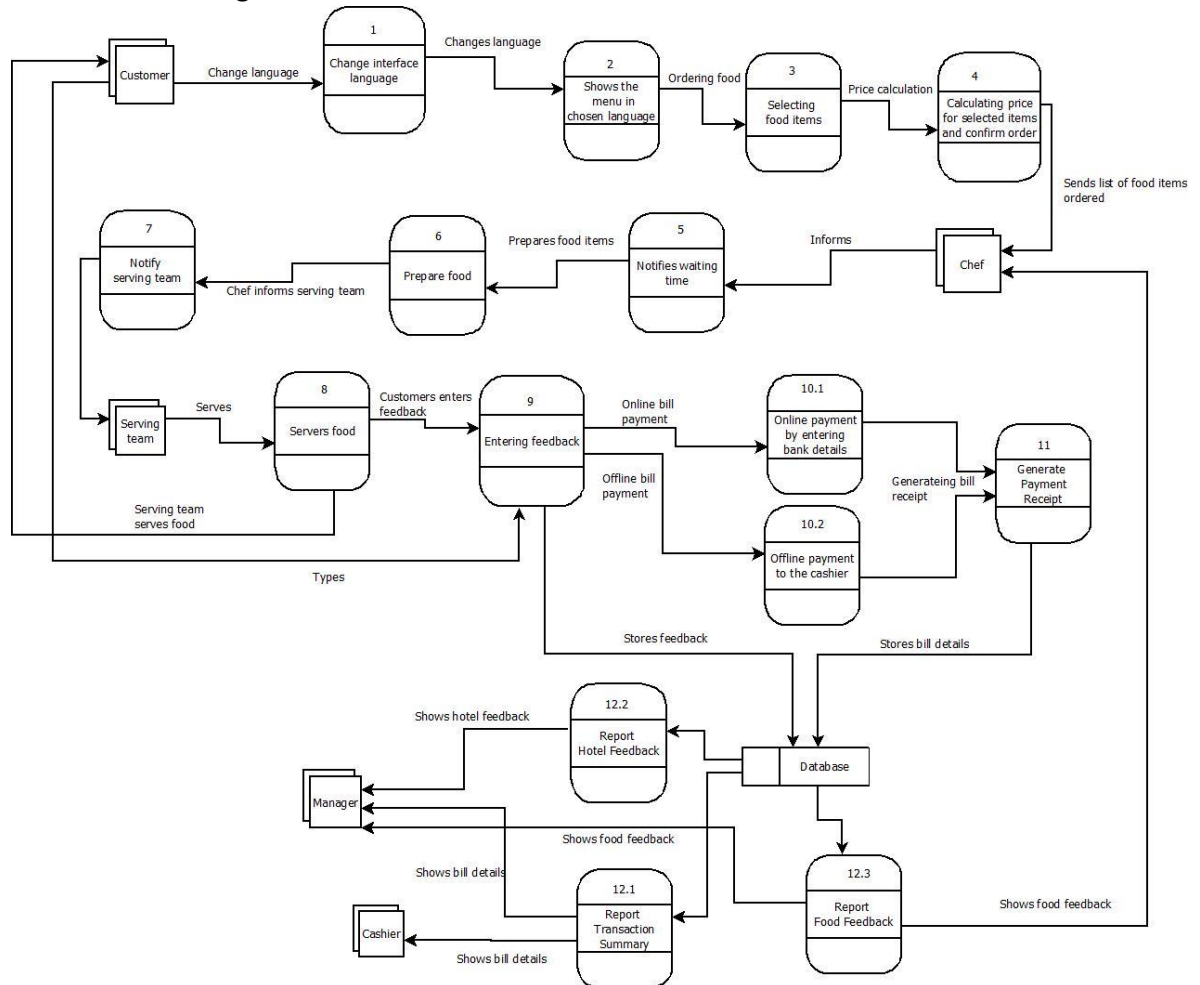 1
Change interface
language
Changes language
Customer
Change language
2
Shows the
menu in
chosen language
Ordering food
3
Selecting
food items
Price calculation
4
Calculating price
for selected items
and confirm order
Sends list of food items
ordered
7
Notify
serving team
Chef informs serving team
6
Prepare food
Prepares food items
5
Notifies waiting
time
Informs
Chef
Serving
team
Serves
8
Servers food
Customers enters
feedback
9
Entering feedback
Online bill
payment
Offline bill
payment
10.1
Online payment
by entering
bank details
Generateing bill
receipt
11
Generate
Payment
Receipt
10.2
Offline payment
to the cashier
Serving team
serves food
Types
Stores feedback
Stores bill details
12.2
Report
Hotel Feedback
Shows hotel feedback
Database
Manager
Shows food feedback
Shows bill details
12.1
Report
Transaction
Summary
12.3
Report
Food Feedback
Shows food feedback
Cashier
Shows bill details